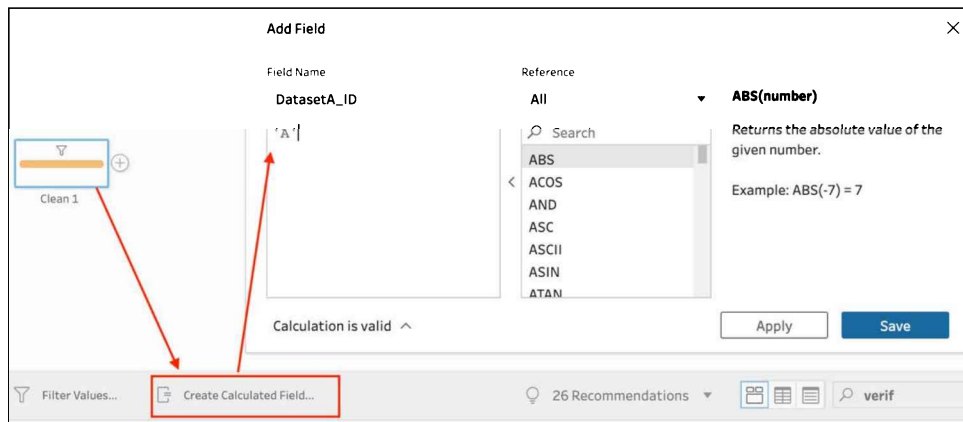 Add Field
Field Name
Reference
DatasetA_ID
All
ABS(number)
'A'
Search
Returns the absolute value of the
given number.
ABS
ACOS
Example: ABS(-7) = 7
AND
ASC
ASCII
ASIN
ATAN
Clean 1
Calculation is valid
Apply
Save
Filter Values...
Create Calculated Field...
26 Recommendations
verif